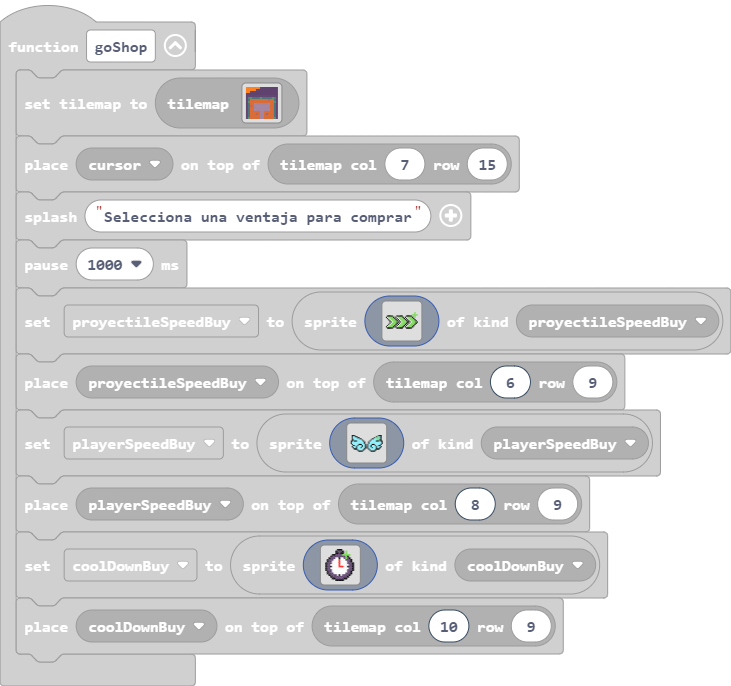 function goShop
set tilemap to tilemap
place cursor on top of tilemap col 7 row 15
splash "Selecciona una ventaja para comprar"
pause 1000 ms
set proyectileSpeedBuy to sprite of kind proyectileSpeedBuy
place proyectileSpeedBuy on top of tilemap col 6 row 9
set playerSpeedBuy to sprite of kind playerSpeedBuy
place playerSpeedBuy on top of tilemap col 8 row 9
set coolDownBuy to sprite of kind coolDownBuy
place coolDownBuy on top of tilemap col 10 row 9